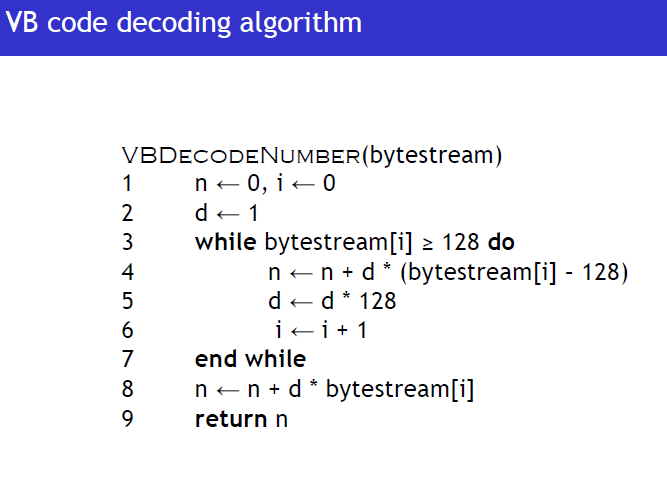 VB code decoding algorithm
VBDECODENUMBER(bytestream)
1 n ← 0, i ← 0
2 d ← 1
3 while bytestream[i] ≥ 128 do
4 n ← n + d * (bytestream[i] – 128)
5 d ← d * 128
6 i ← i + 1
7 end while
8 n ← n + d * bytestream[i]
9 return n